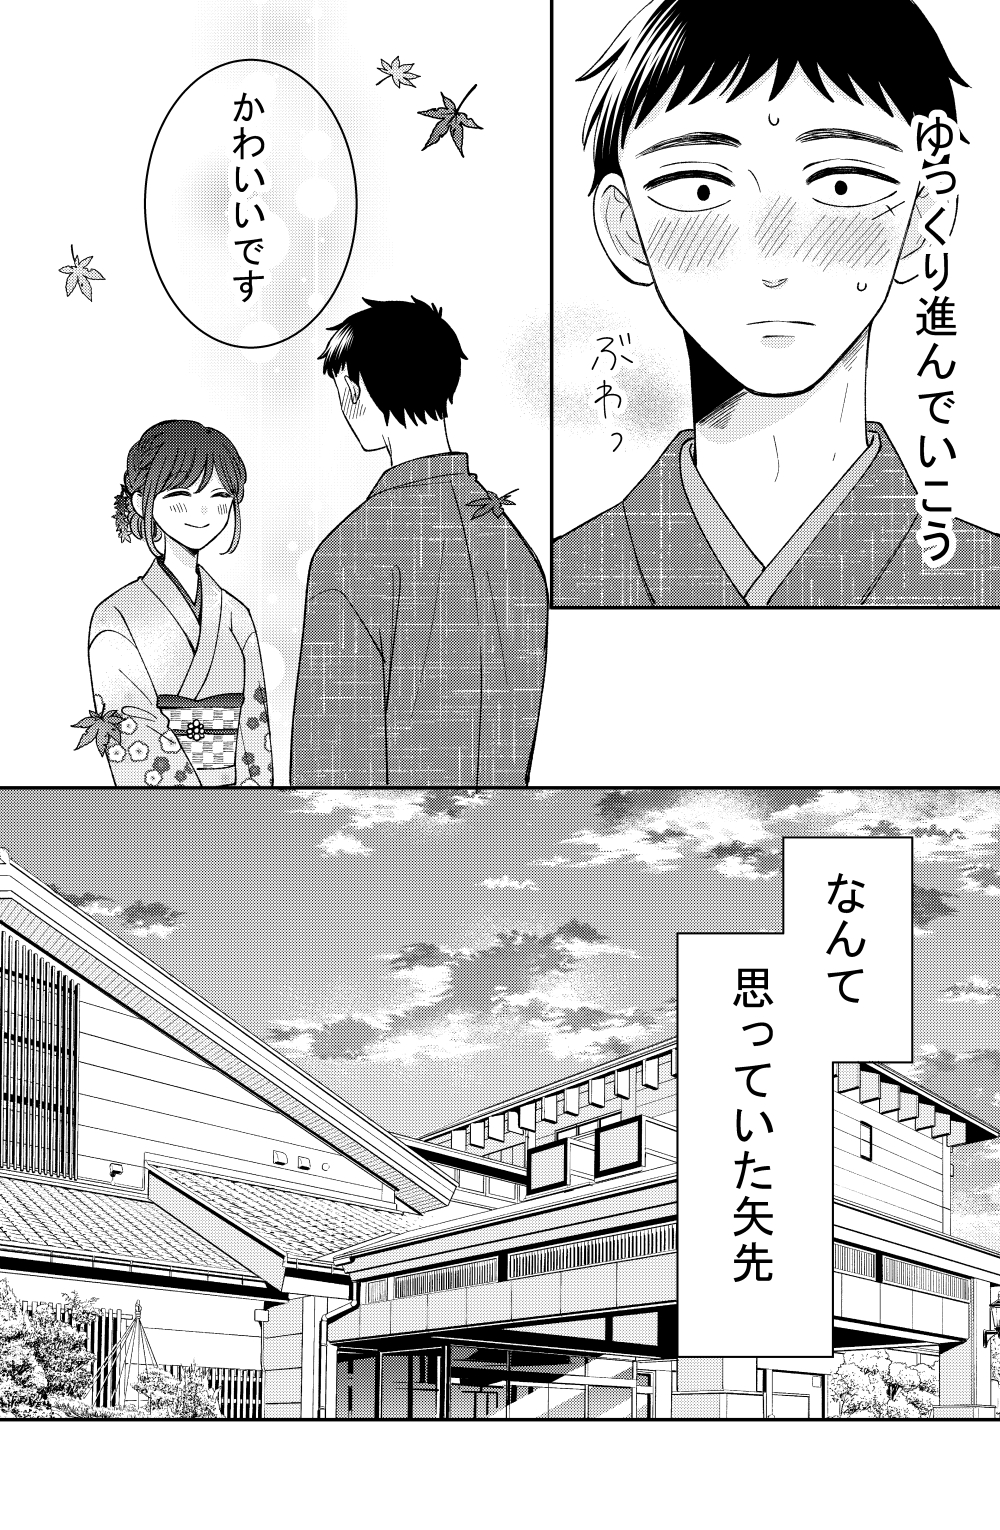 ゆっくり進んでいこう
ぶわっ
かわいいです
なんて
思っていた矢先